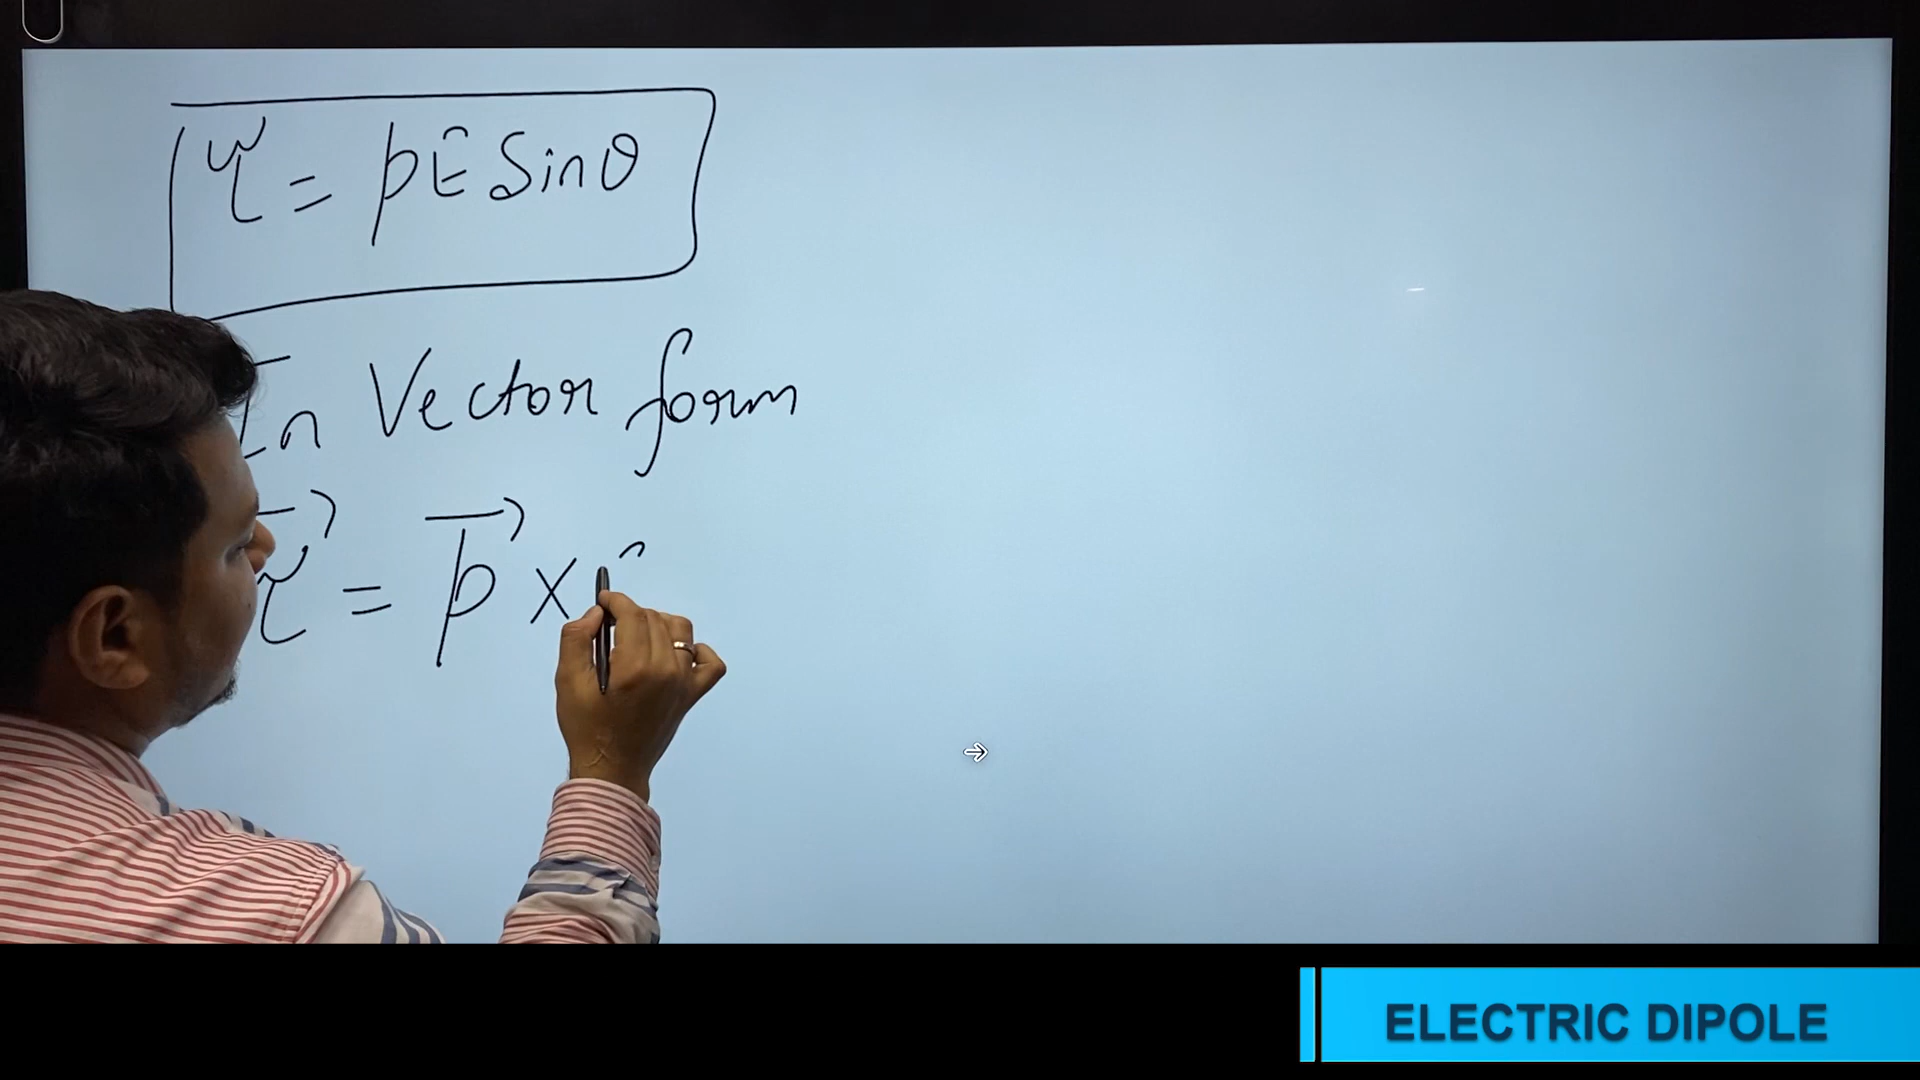 τ = pE Sinθ
In Vector form
τ⃗ = p⃗ ×
ELECTRIC DIPOLE